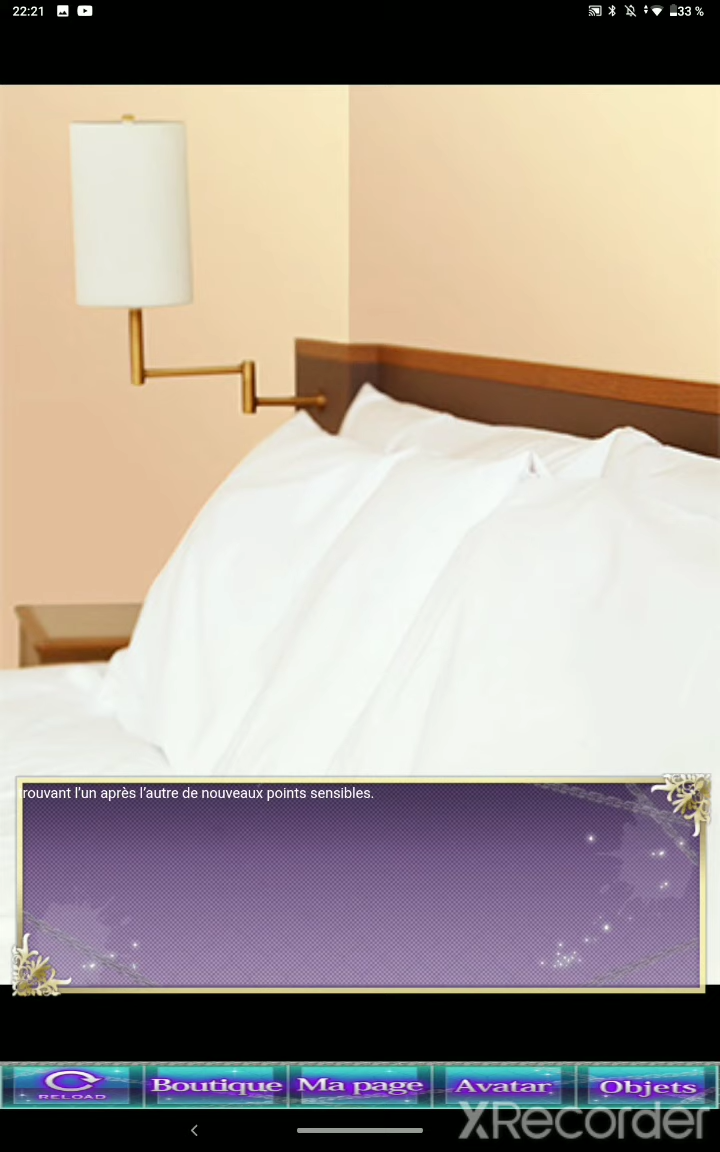 22:21
33 %
rouvant l'un après l'autre de nouveaux points sensibles.
RELOAD
Boutique
Ma page
Avatar
Objets
XRecorder